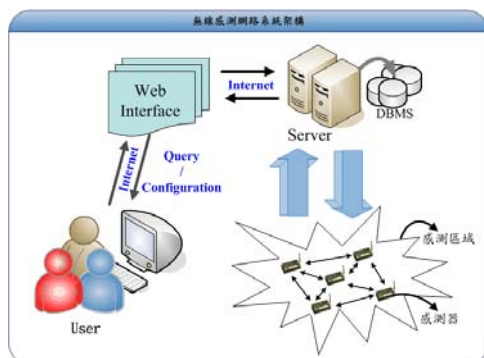 無線感測網路系統架構
Web
Interface
Internet
Server
DBMS
Internet
Query
/
Configuration
User
感測區域
感測器